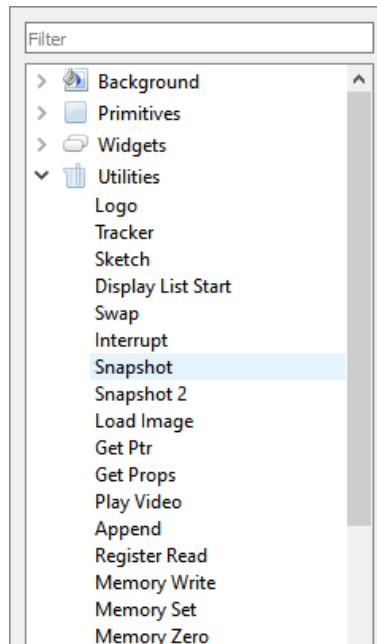 Filter
Background
Primitives
Widgets
Utilities
Logo
Tracker
Sketch
Display List Start
Swap
Interrupt
Snapshot
Snapshot 2
Load Image
Get Ptr
Get Props
Play Video
Append
Register Read
Memory Write
Memory Set
Memory Zero